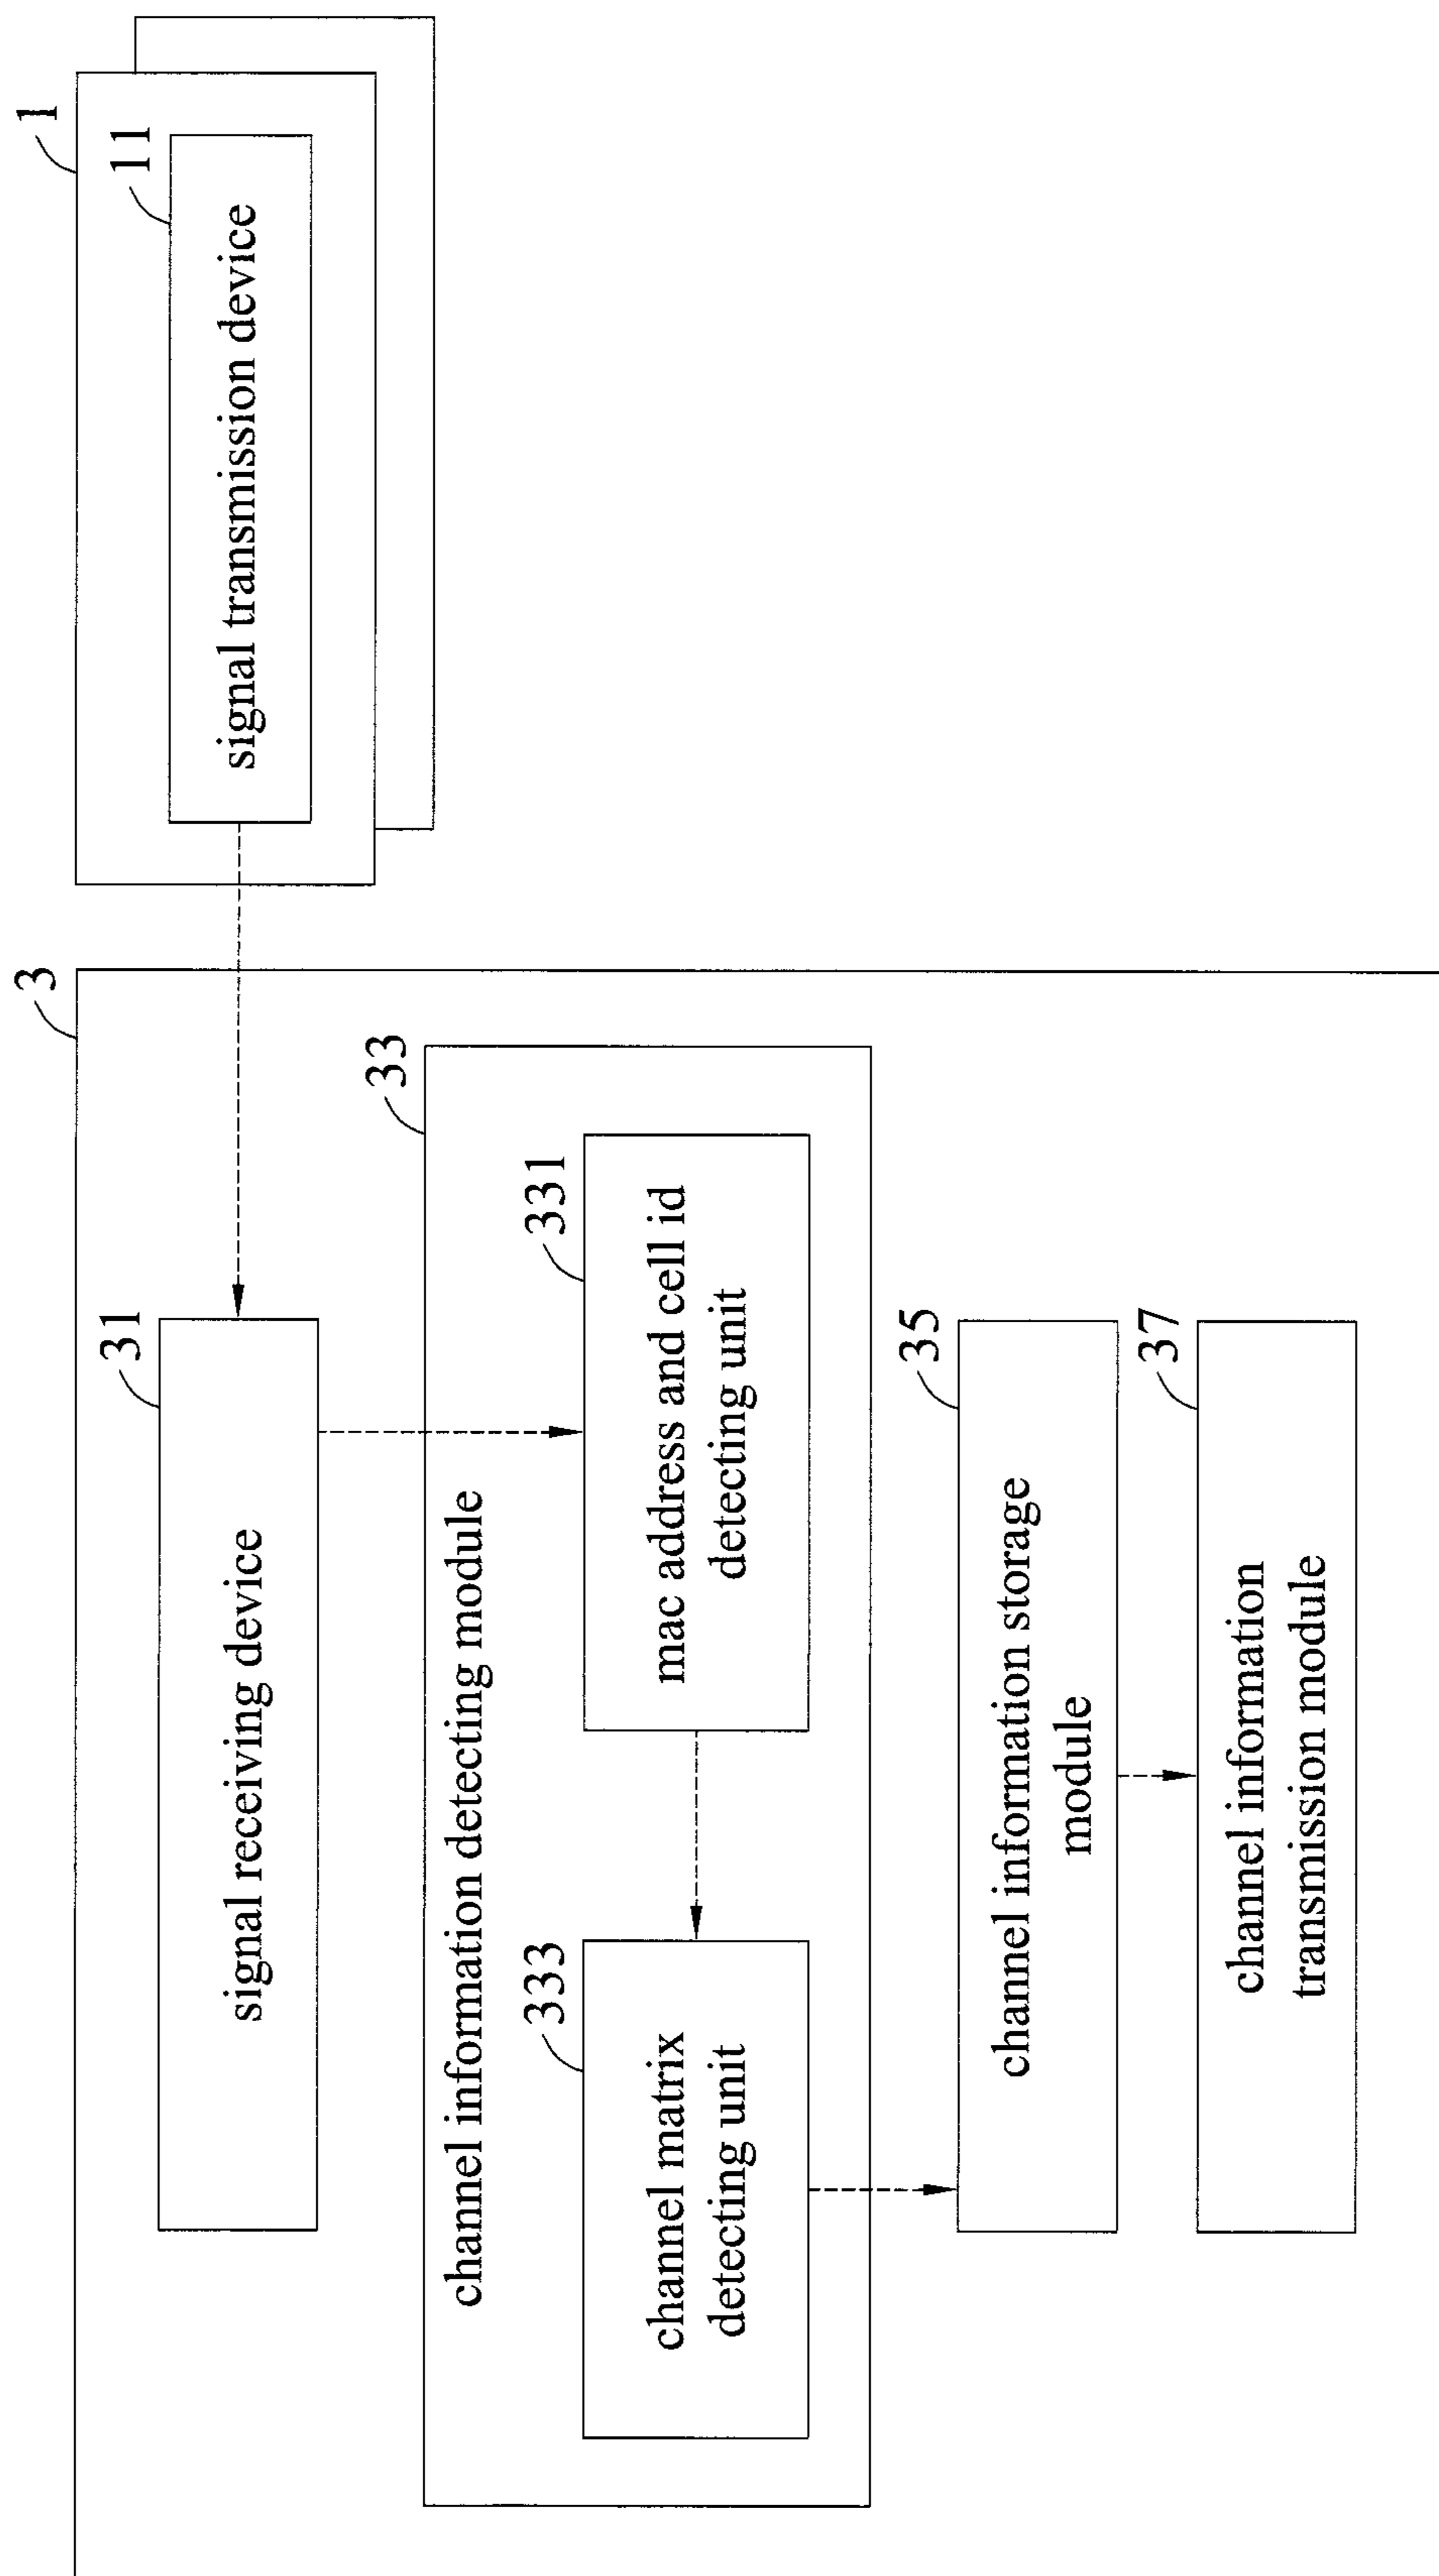 3
31
signal receiving device
33
channel information detecting module
333
channel matrix
detecting unit
331
mac address and cell id
detecting unit
35
channel information storage
module
37
channel information
transmission module
1
11
signal transmission device